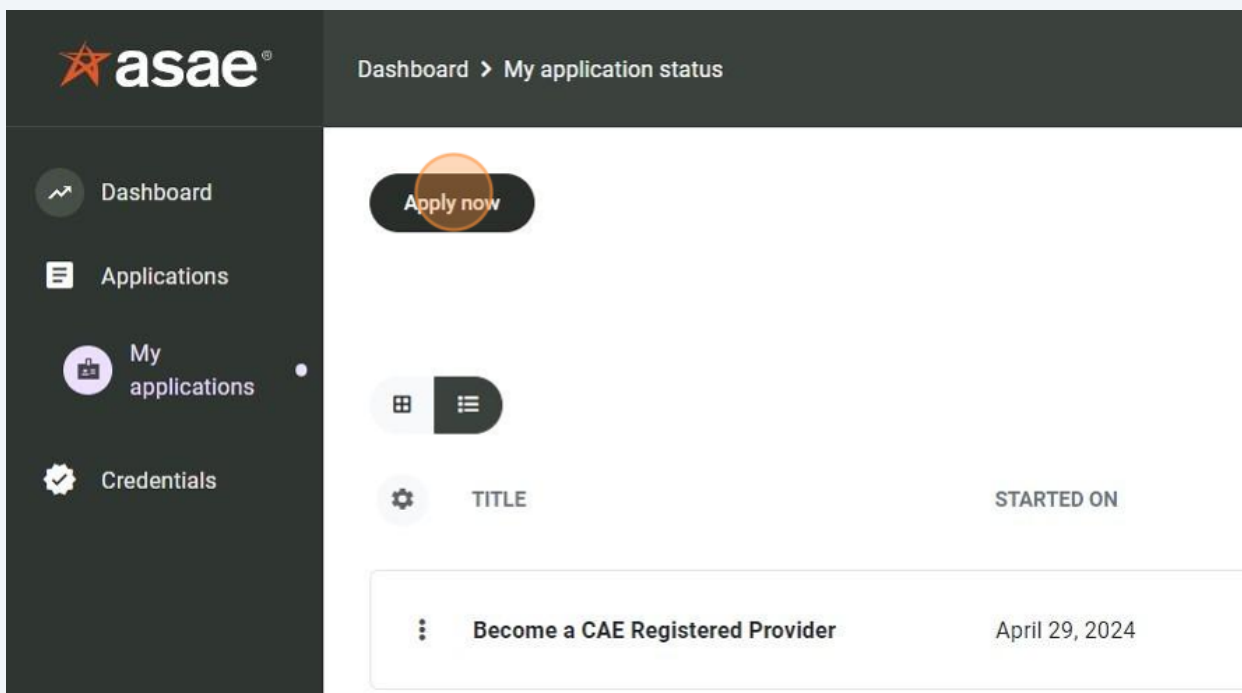 asae®
Dashboard > My application status
Dashboard
Applications
My
applications
Credentials
Apply now
TITLE
STARTED ON
Become a CAE Registered Provider
April 29, 2024